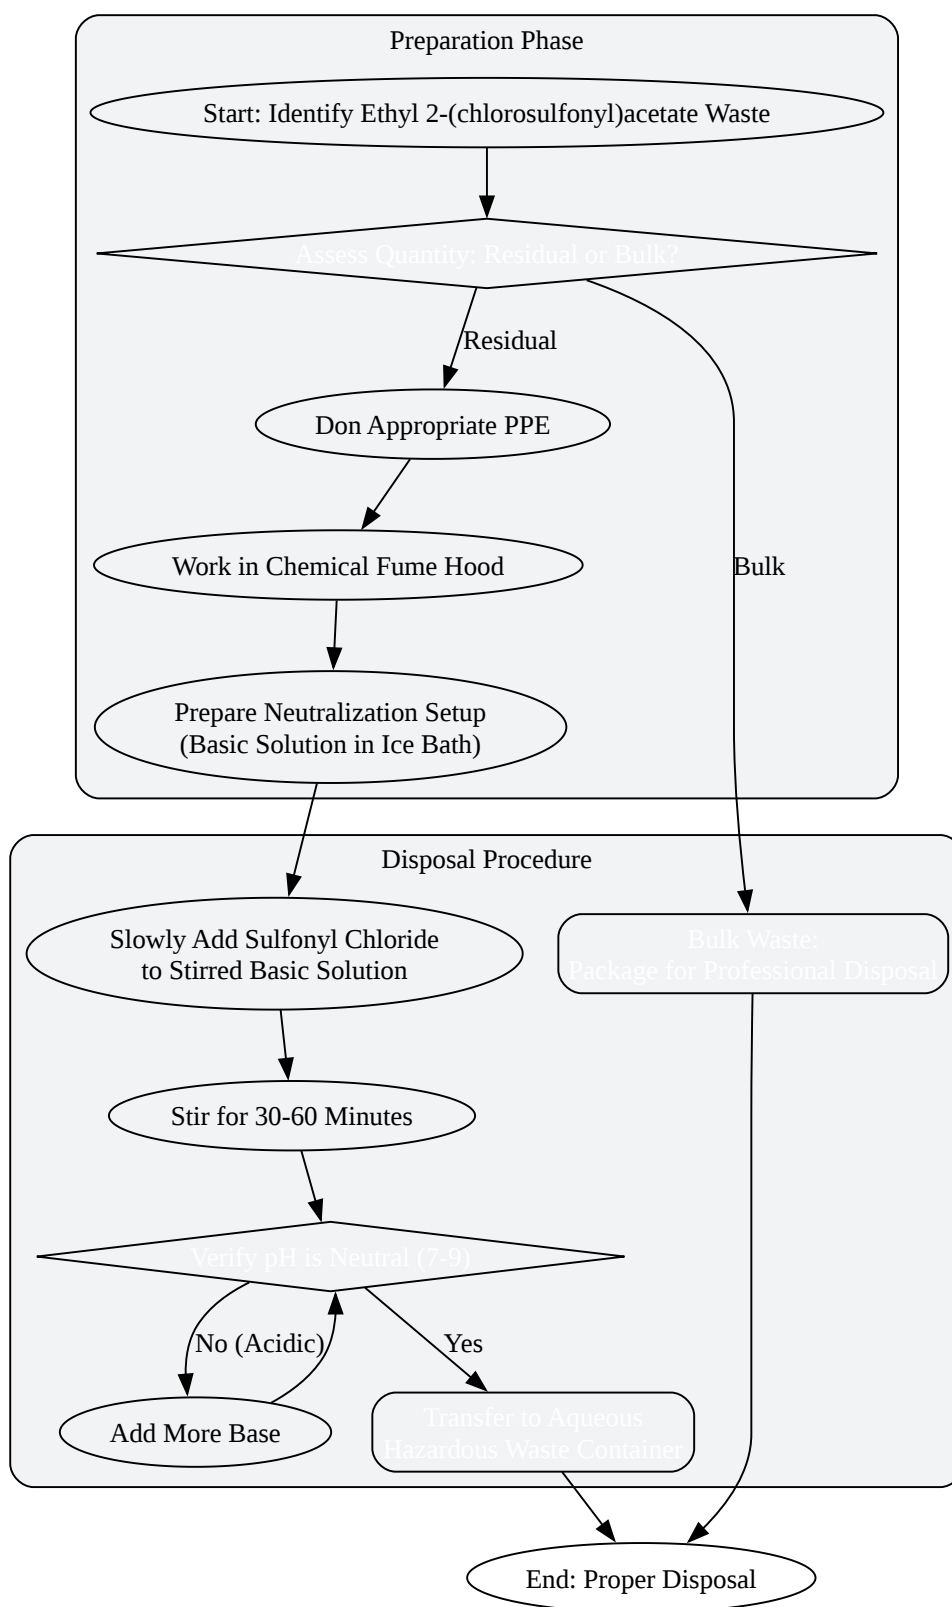 Preparation Phase
Start: Identify Ethyl 2-(chlorosulfonyl)acetate Waste
Assess Quantity: Residual or Bulk?
Residual
Don Appropriate PPE
Work in Chemical Fume Hood
Bulk
Prepare Neutralization Setup
(Basic Solution in Ice Bath)
Disposal Procedure
Slowly Add Sulfonyl Chloride
to Stirred Basic Solution
Bulk Waste:
Package for Professional Disposal
Stir for 30-60 Minutes
Verify pH is Neutral (7-9)
No (Acidic)
Yes
Add More Base
Transfer to Aqueous
Hazardous Waste Container
End: Proper Disposal